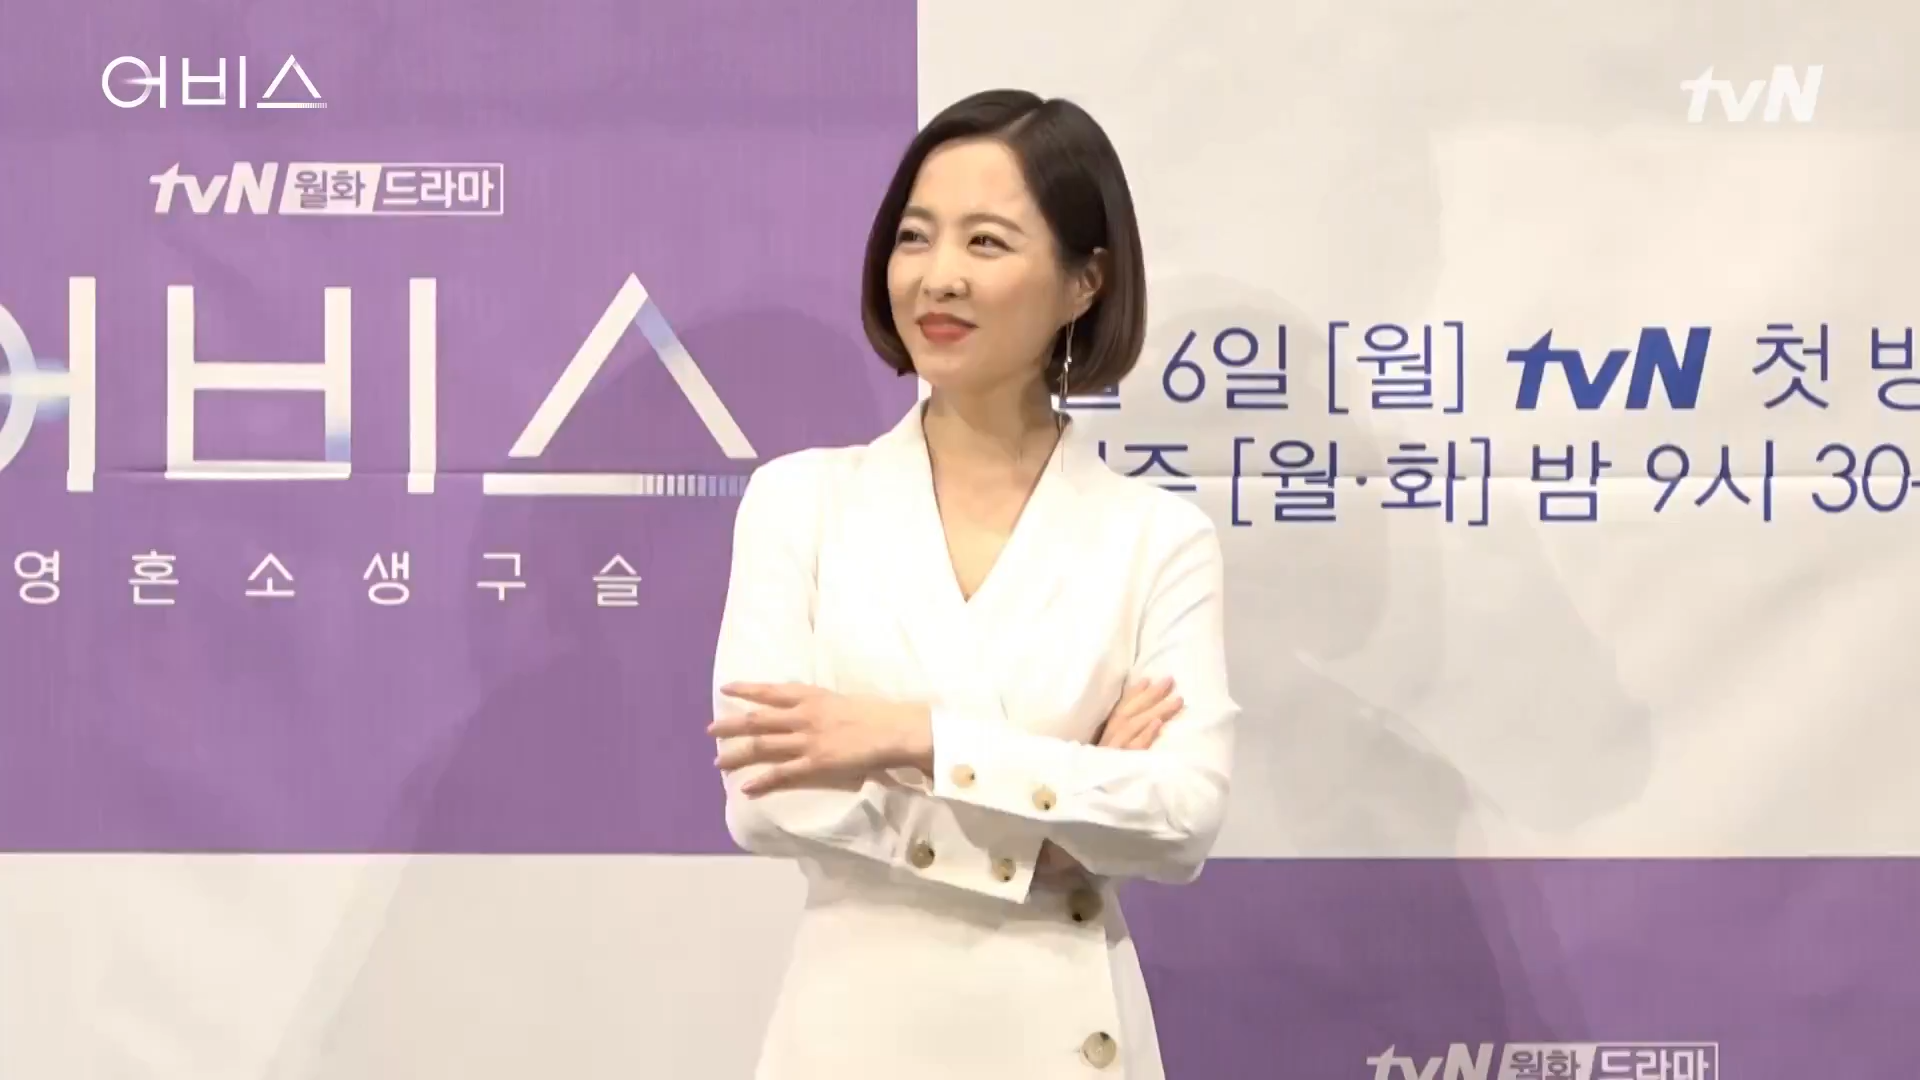 어비스
tvN
tvN 월화 드라마
어비스
영혼소생구슬
6일 [월] tvN 첫
[월·화] 밤 9시 30
tvN 월화 드라마